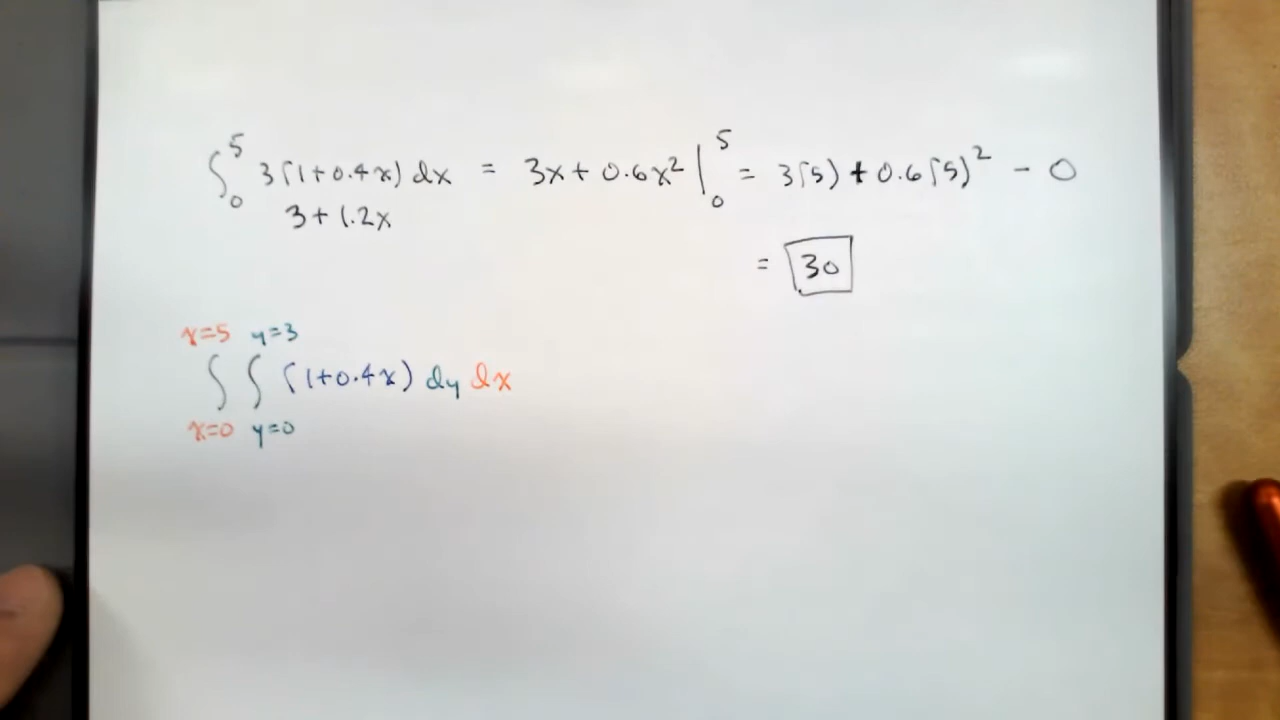 ∫₀⁵ 3(1+0.4x) dx = 3x + 0.6x² |₀⁵ = 3(5) + 0.6(5)² - 0
3 + 1.2x
= 30
x=5 y=3
∫ ∫ (1+0.4x) dy dx
x=0 y=0